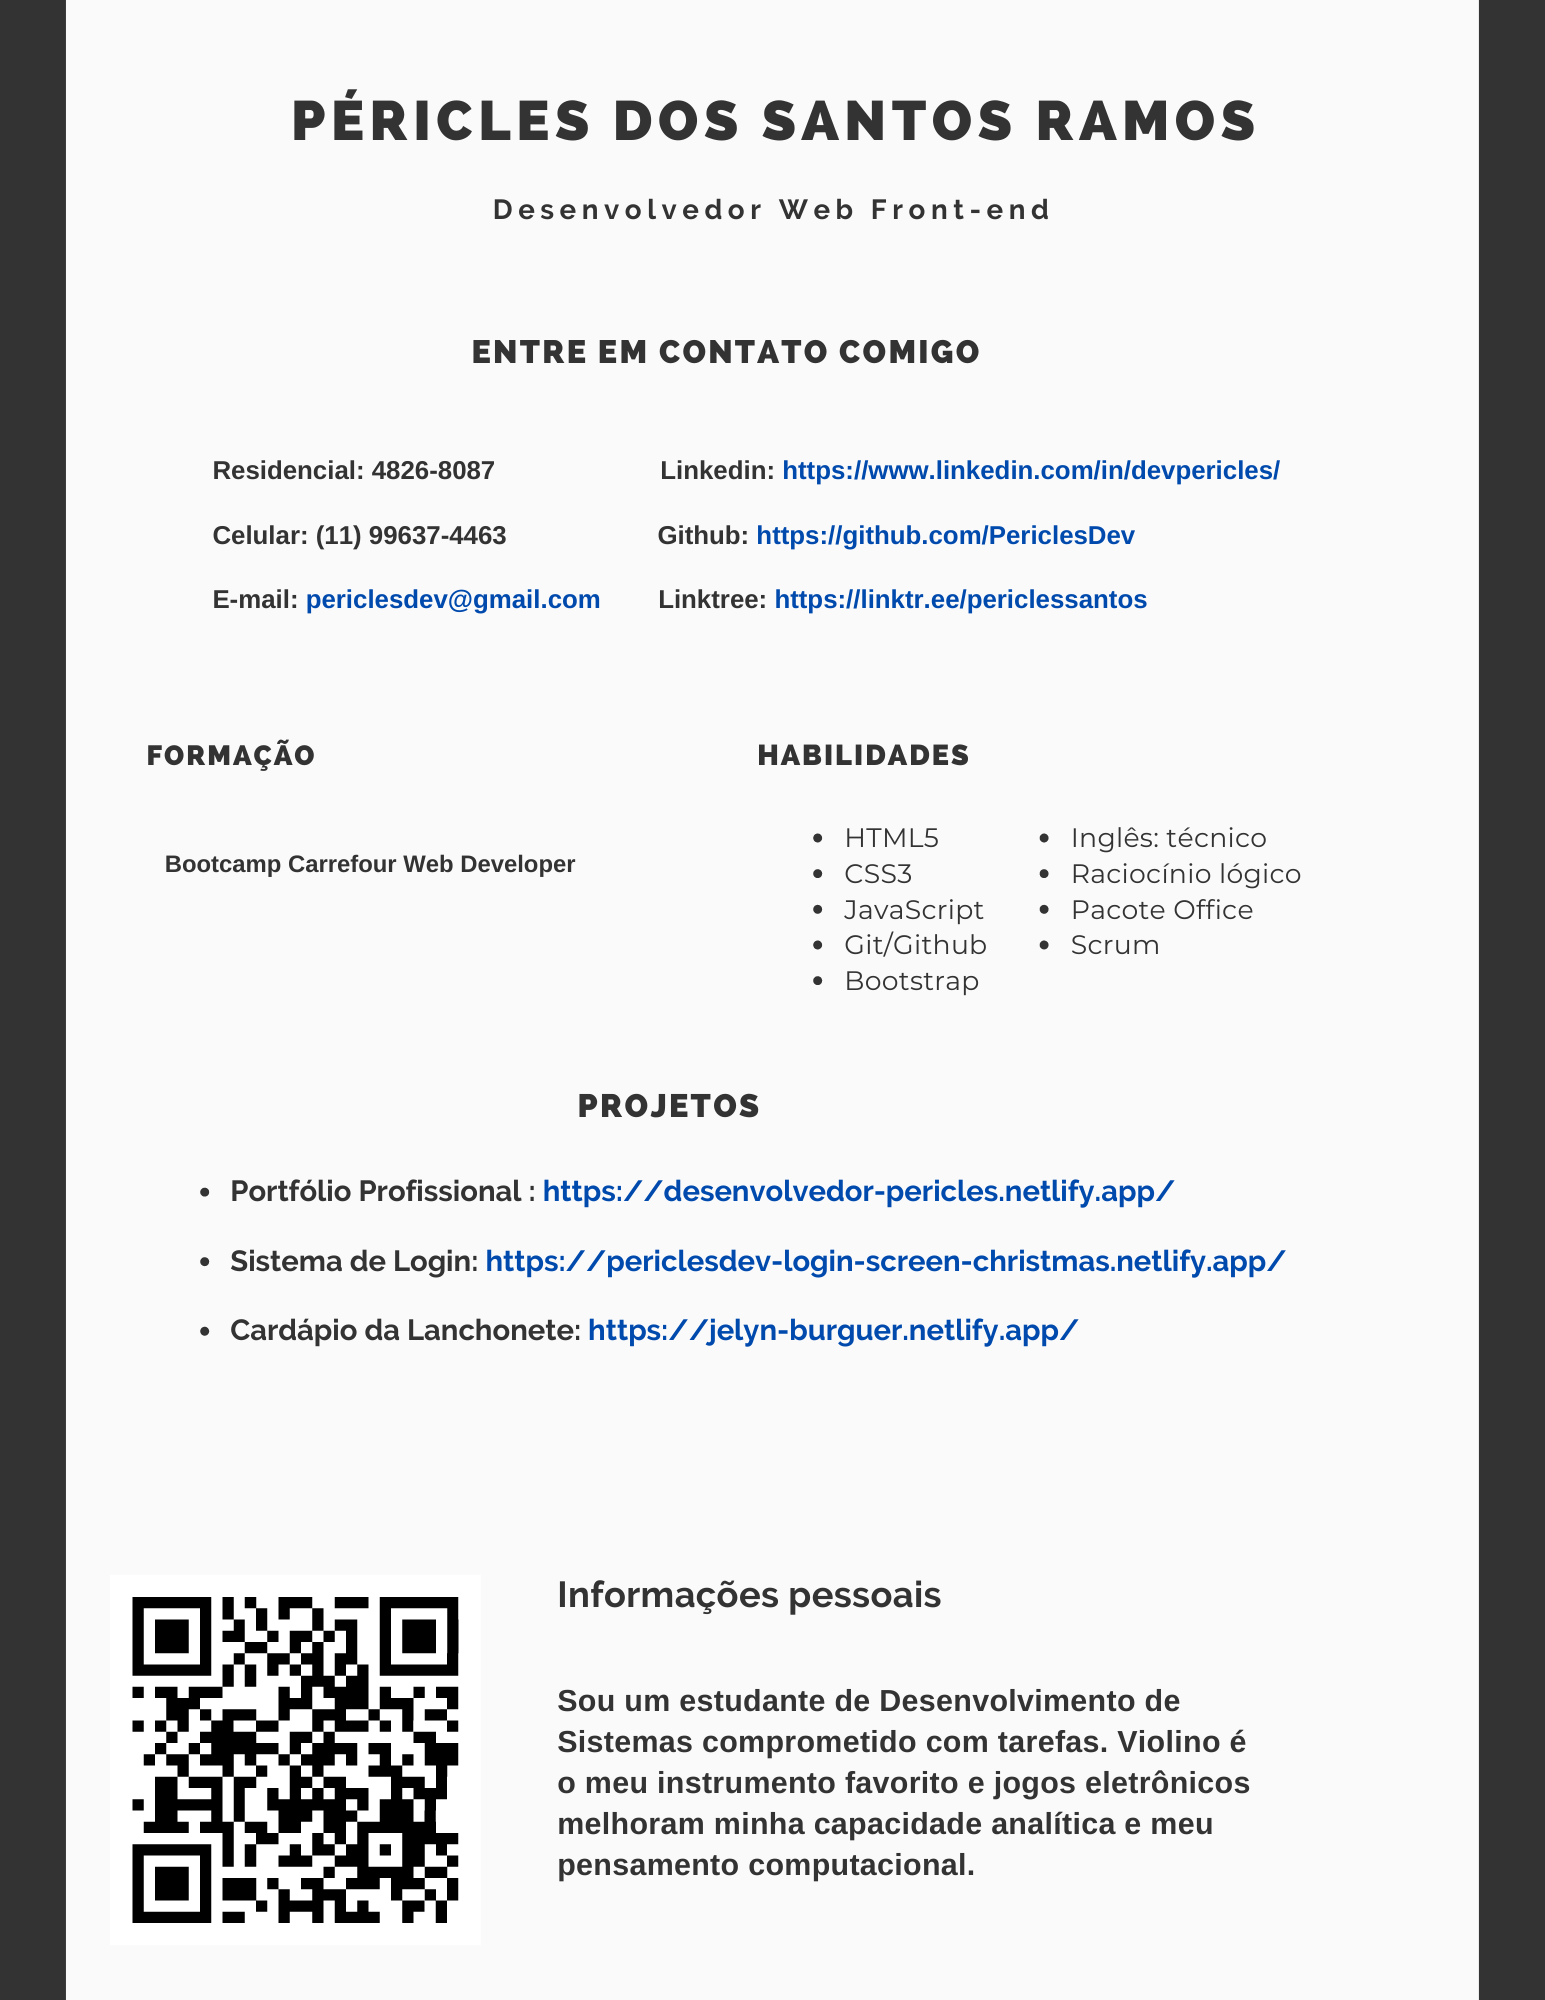 PÉRICLES DOS SANTOS RAMOS
Desenvolvedor Web Front-end
ENTRE EM CONTATO COMIGO
Residencial: 4826-8087
Celular: (11) 99637-4463
E-mail: periclesdev@gmail.com
Linkedin: https://www.linkedin.com/in/devpericles/
Github: https://github.com/PericlesDev
Linktree: https://linktr.ee/periclessantos
FORMAÇÃO
Bootcamp Carrefour Web Developer
HABILIDADES
• HTML5
• CSS3
• JavaScript
• Git/Github
• Bootstrap
• Inglês: técnico
• Raciocínio lógico
• Pacote Office
• Scrum
PROJETOS
• Portfólio Profissional : https://desenvolvedor-pericles.netlify.app/
• Sistema de Login: https://periclesdev-login-screen-christmas.netlify.app/
• Cardápio da Lanchonete: https://jelyn-burguer.netlify.app/
Informações pessoais
Sou um estudante de Desenvolvimento de
Sistemas comprometido com tarefas. Violino é
o meu instrumento favorito e jogos eletrônicos
melhoram minha capacidade analítica e meu
pensamento computacional.